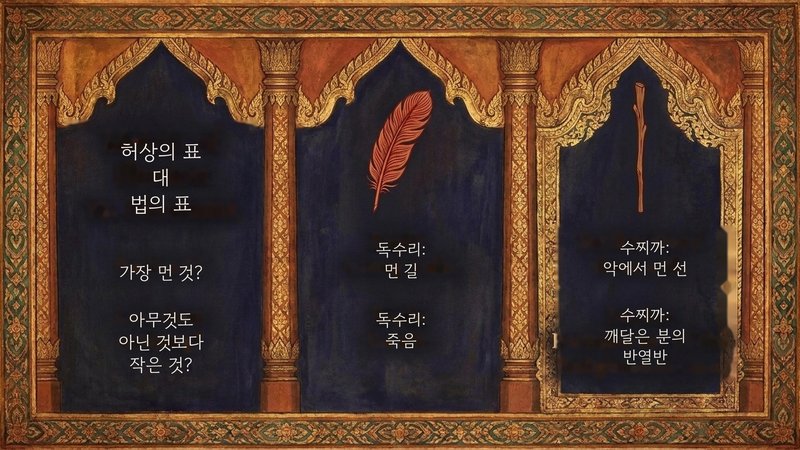 허상의 표
대
법의 표
가장 먼 것?
아무것도
아닌 것보다
작은 것?
독수리:
먼 길
독수리:
죽음
수찌까:
악에서 먼 선
수찌까:
깨달은 분의
반열반